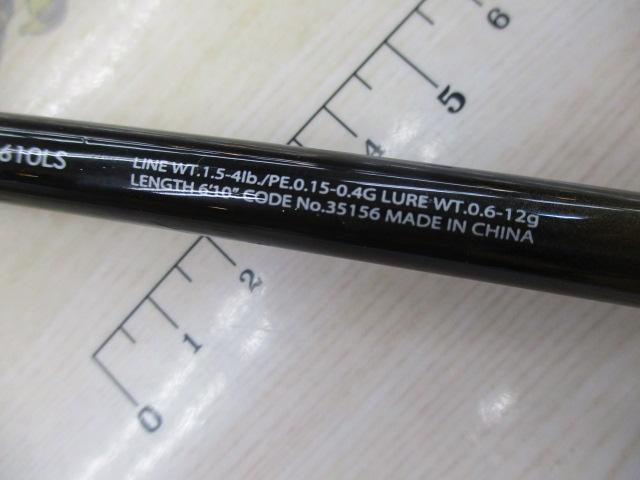 610LS
LINE WT.1.5-4lb./PE.0.15-0.4G LURE WT.0.6-12g
LENGTH 6'10" CODE No.35156 MADE IN CHINA
0
1
2
4
5
6